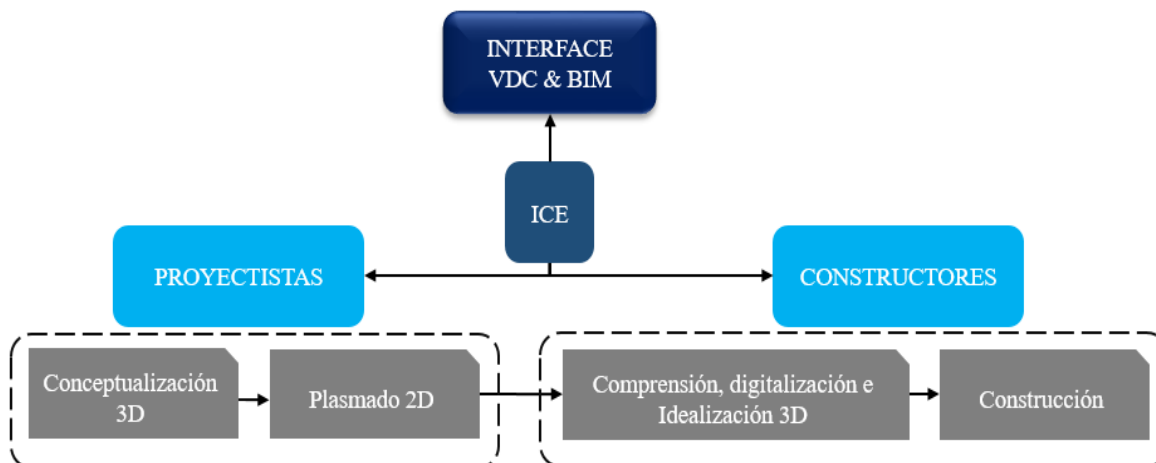 INTERFACE
VDC & BIM
ICE
PROYECTISTAS
CONSTRUCTORES
Conceptualización
3D
Plasmado 2D
Comprensión, digitalización e
Idealización 3D
Construcción